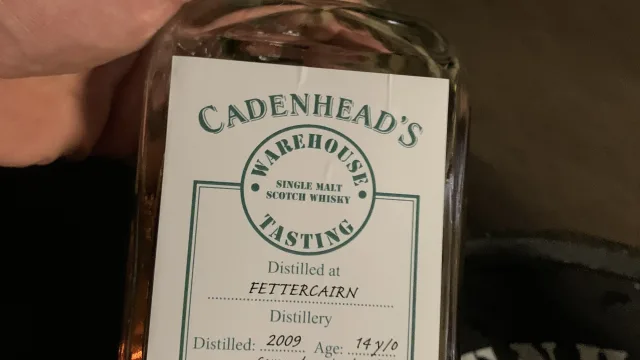 CADENHEAD'S
WAREHOUSE
SINGLE MALT
SCOTCH WHISKY
TASTING
Distilled at
FETTERCAIRN
Distillery
Distilled: 2009 Age: 14 y/o